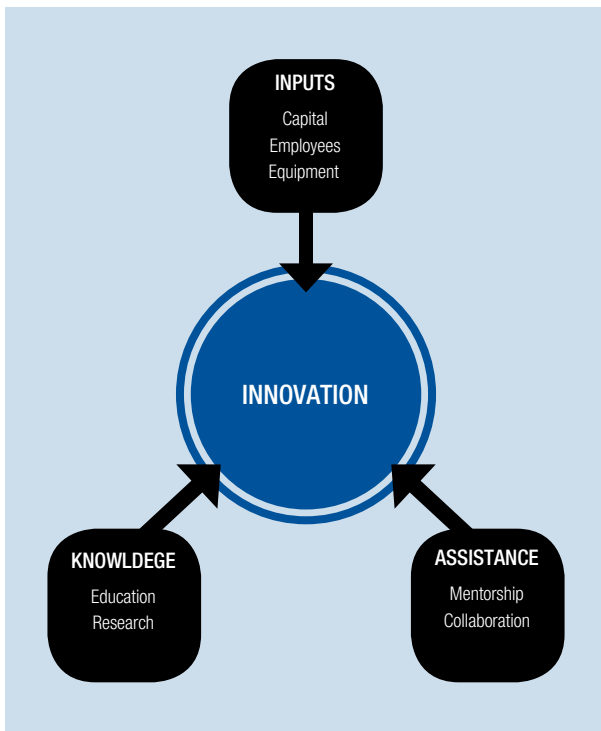 INPUTS
Capital
Employees
Equipment
INNOVATION
KNOWLDEGE
Education
Research
ASSISTANCE
Mentorship
Collaboration